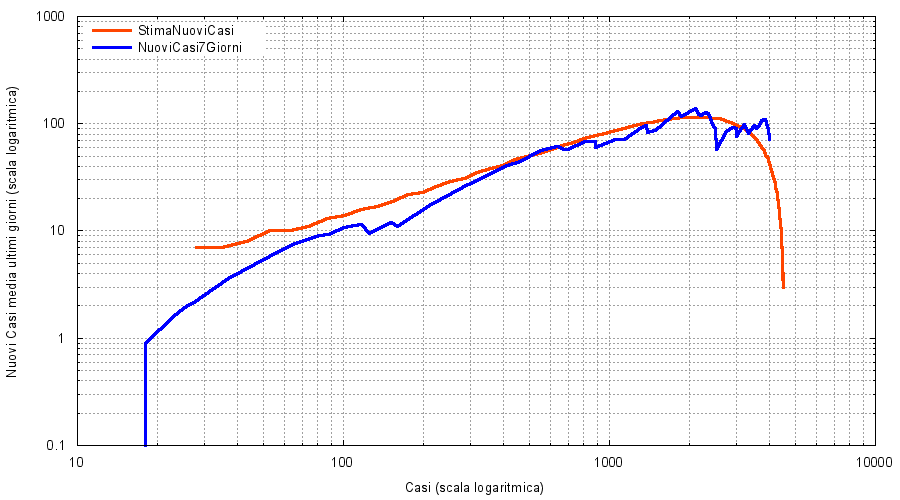 1000
StimaNuoviCasi
NuoviCasi7Giorni
100
10
1
0.1
Nuovi Casi media ultimi giorni (scala logaritmica)
10 100 1000 10000
Casi (scala logaritmica)